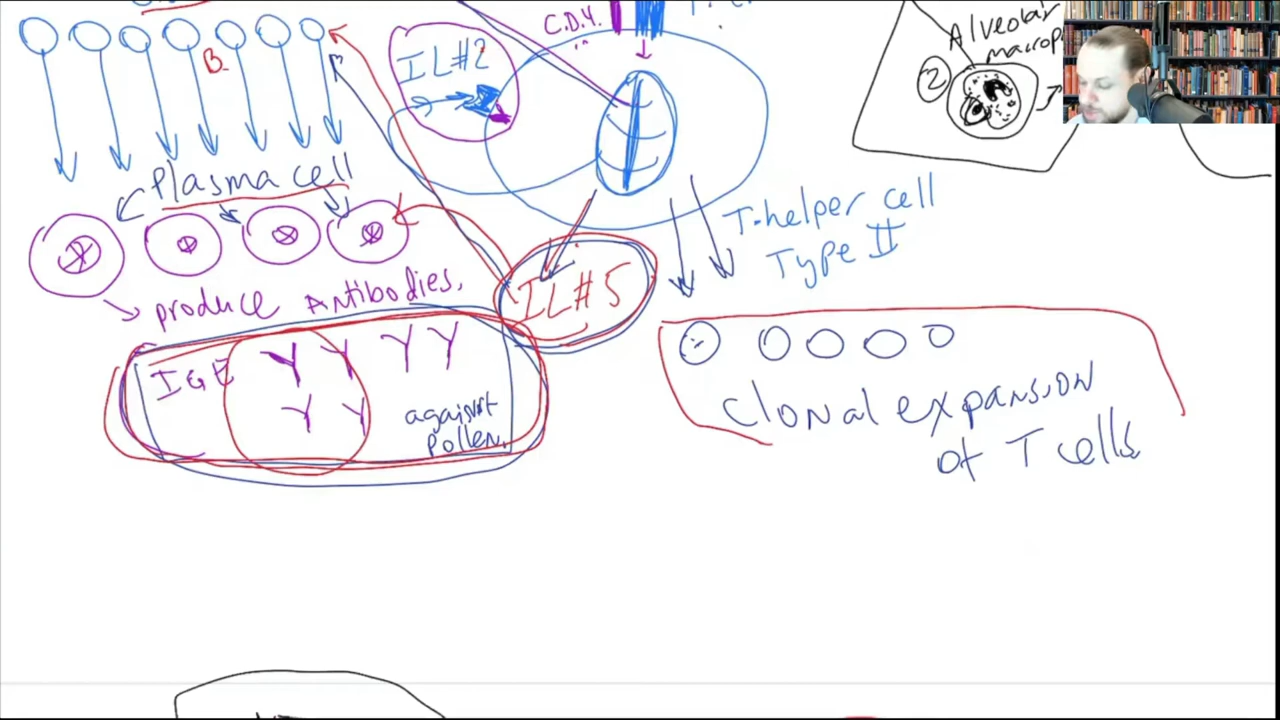 C.D.4.
IL#2
B.
Alveolar
macrop
2
Plasma cell
T-helper cell
Type II
produce Antibodies.
IL#5
IGE
against
pollen.
clonal expansion
of T cells